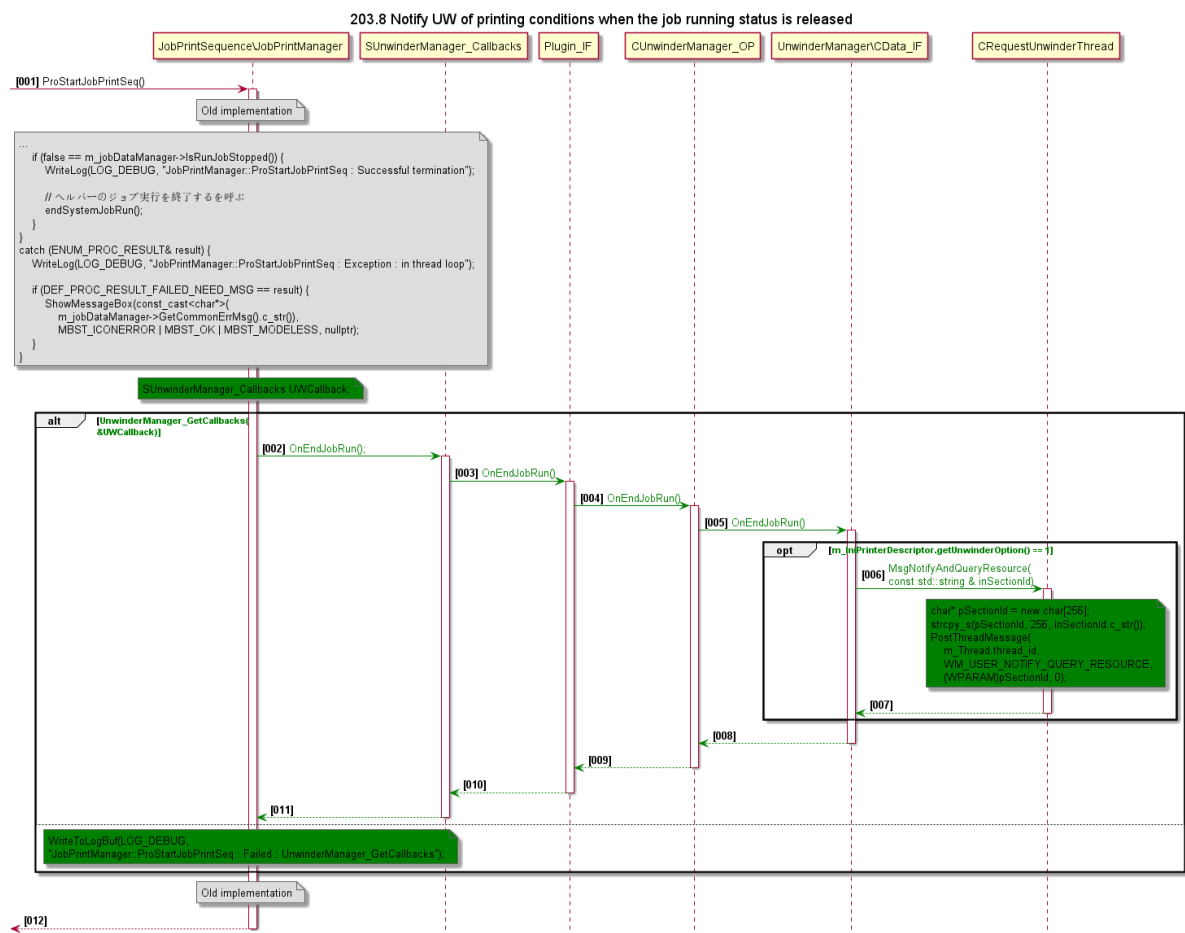 203.8 Notify UW of printing conditions when the job running status is released
JobPrintSequence\JobPrintManager
SUnwinderManager_Callbacks
Plugin_IF
CUnwinderManager_OP
UnwinderManager\CData_IF
CRequestUnwinderThread
[001] ProStartJobPrintSeq()
Old implementation
...
if (false == m_jobDataManager->IsRunJobStopped()) {
WriteLog(LOG_DEBUG, "JobPrintManager::ProStartJobPrintSeq : Successful termination");
// ヘルパーのジョブ実行を終了するを呼ぶ
endSystemJobRun();
}
}
catch (ENUM_PROC_RESULT& result) {
WriteLog(LOG_DEBUG, "JobPrintManager::ProStartJobPrintSeq : Exception : in thread loop");
if (DEF_PROC_RESULT_FAILED_NEED_MSG == result) {
ShowMessageBox(const_cast<char*>(
m_jobDataManager->GetCommonErrMsg().c_str()),
MBST_ICONERROR | MBST_OK | MBST_MODELESS, nullptr);
}
}
SUnwinderManager_Callbacks UWCallback;
alt
[UnwinderManager_GetCallbacks(
&UWCallback)]
[002] OnEndJobRun();
[003] OnEndJobRun()
[004] OnEndJobRun()
[005] OnEndJobRun()
opt
[m_IniPrinterDescriptor.getUnwinderOption() == 1]
[006] MsgNotifyAndQueryResource(
const std::string & inSectionId)
char* pSectionId = new char[256];
strcpy_s(pSectionId, 256, inSectionId.c_str());
PostThreadMessage(
m_Thread.thread_id,
WM_USER_NOTIFY_QUERY_RESOURCE,
(WPARAM)pSectionId, 0);
[007]
[008]
[009]
[010]
[011]
WriteToLogBuf(LOG_DEBUG,
"JobPrintManager::ProStartJobPrintSeq : Failed : UnwinderManager_GetCallbacks");
Old implementation
[012]